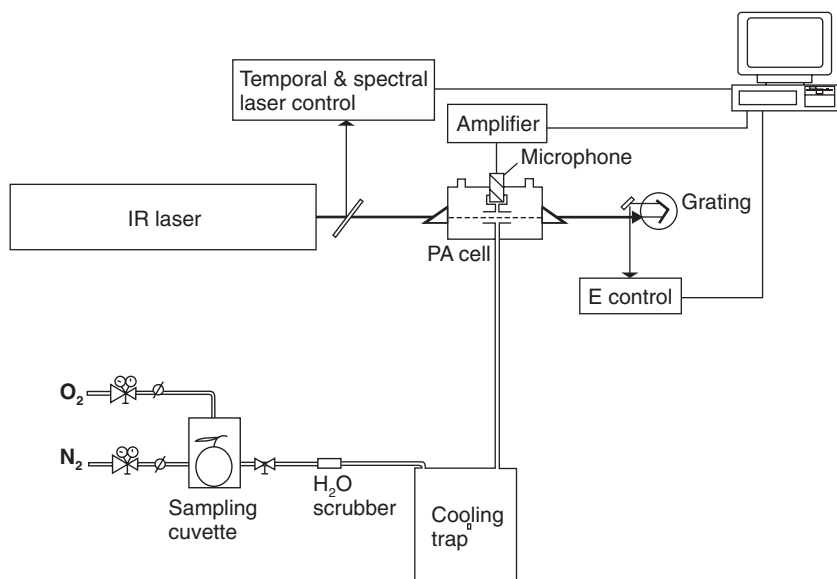 Temporal & spectral
laser control
Amplifier
Microphone
IR laser
Grating
PA cell
E control
O₂
N₂
Sampling
cuvette
H₂O
scrubber
Cooling
trap